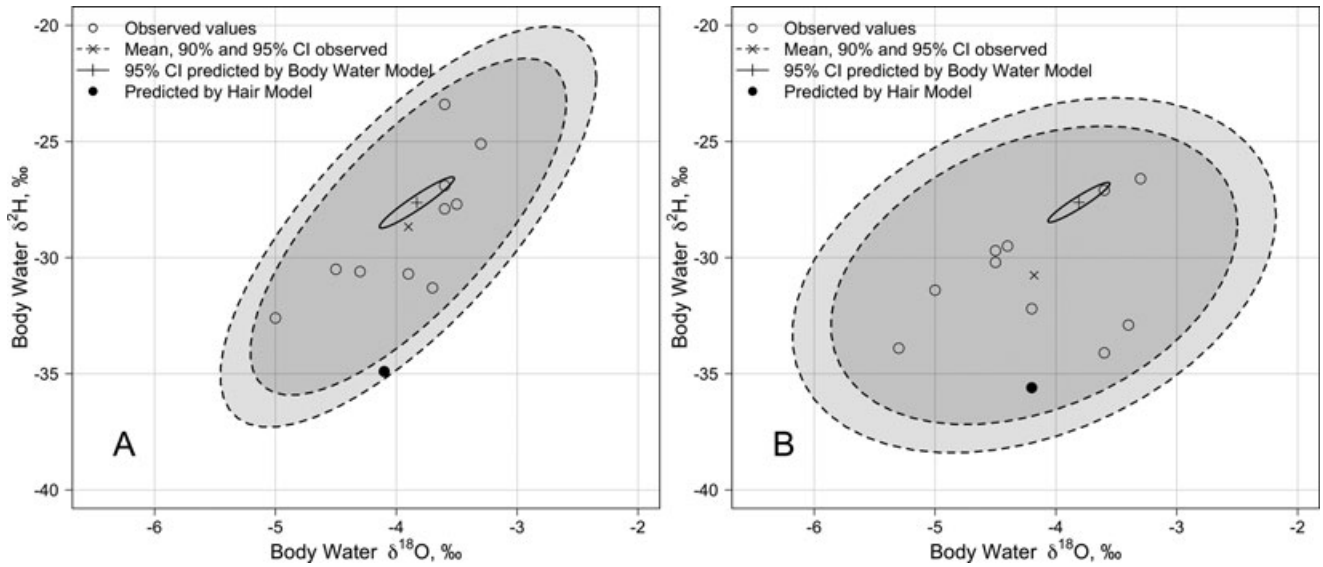 -20
-25
-30
-35
-40
Body Water δ²H, ‰
Observed values
Mean, 90% and 95% CI observed
95% CI predicted by Body Water Model
Predicted by Hair Model
A
-6
-5
-4
-3
-2
Body Water δ¹⁸O, ‰
-20
-25
-30
-35
-40
Body Water δ²H, ‰
Observed values
Mean, 90% and 95% CI observed
95% CI predicted by Body Water Model
Predicted by Hair Model
B
-6
-5
-4
-3
-2
Body Water δ¹⁸O, ‰